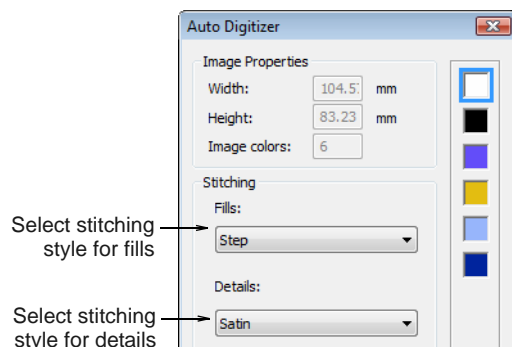 Auto Digitizer
Image Properties
Width: 104.5 mm
Height: 83.23 mm
Image colors: 6
Stitching
Fills:
Select stitching
style for fills
Step
Details:
Select stitching
style for details
Satin